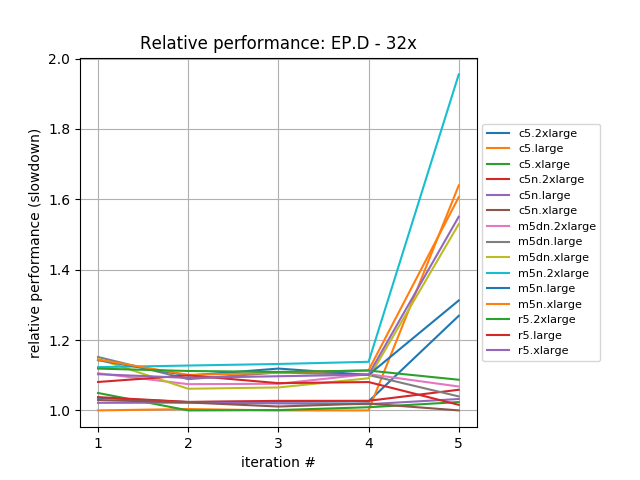 Relative performance: EP.D - 32x
relative performance (slowdown)
2.0
1.8
1.6
1.4
1.2
1.0
1 2 3 4 5
iteration #
c5.2xlarge
c5.large
c5.xlarge
c5n.2xlarge
c5n.large
c5n.xlarge
m5dn.2xlarge
m5dn.large
m5dn.xlarge
m5n.2xlarge
m5n.large
m5n.xlarge
r5.2xlarge
r5.large
r5.xlarge